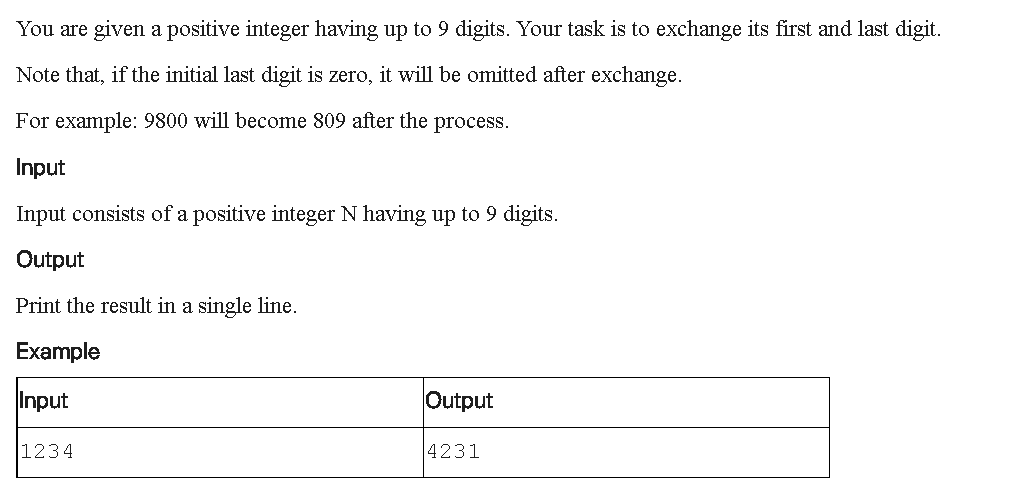 You are given a positive integer having up to 9 digits. Your task is to exchange its first and last digit.
Note that, if the initial last digit is zero, it will be omitted after exchange.
For example: 9800 will become 809 after the process.
Input
Input consists of a positive integer N having up to 9 digits.
Output
Print the result in a single line.
Example
Input Output
1234 4231